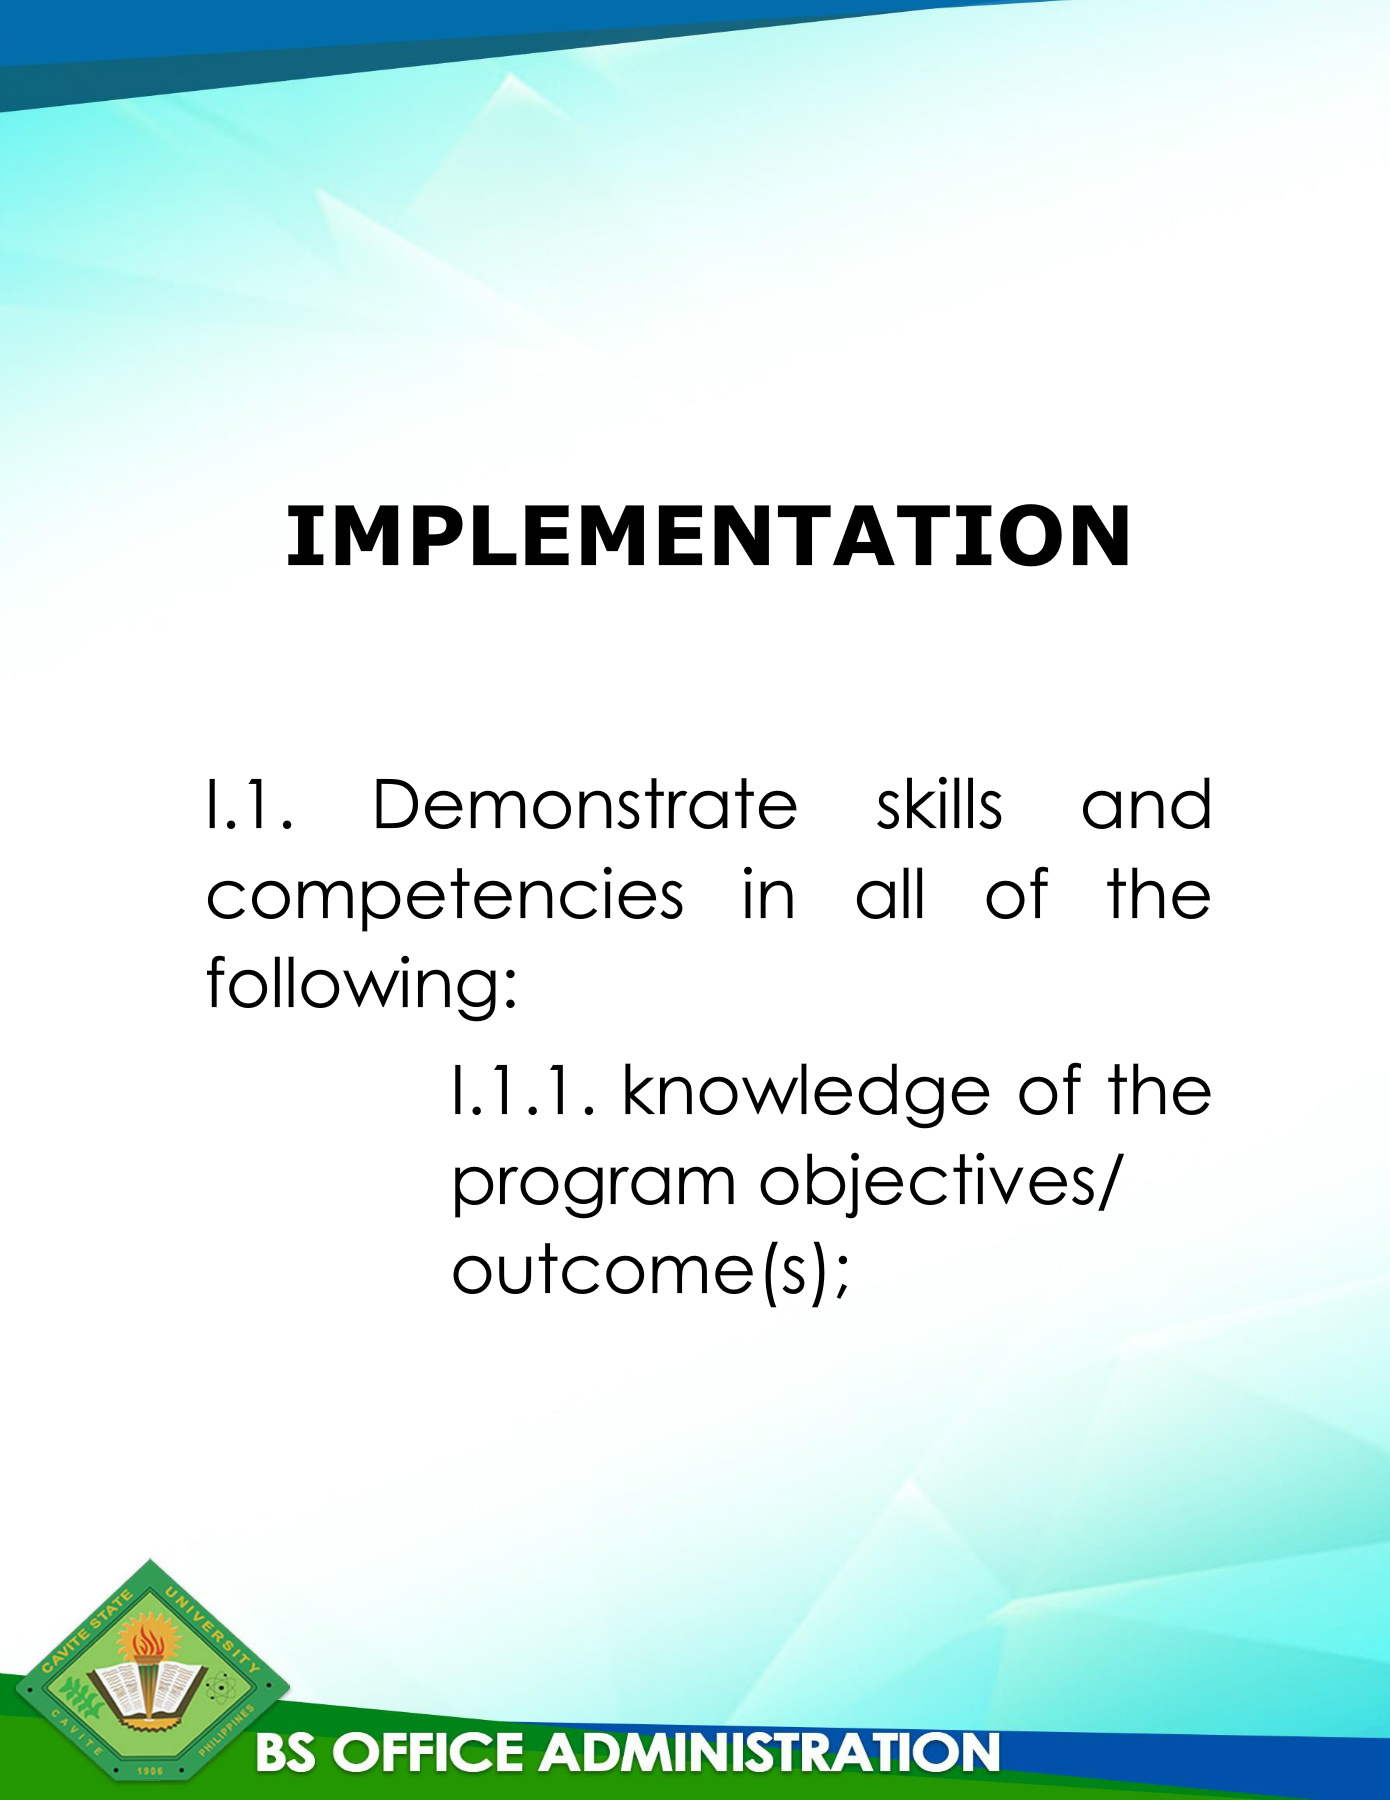 IMPLEMENTATION
I.1. Demonstrate skills and
competencies in all of the
following:
I.1.1. knowledge of the
program objectives/
outcome(s);
CAVITE STATE UNIVERSITY
CAVITE PHILIPPINES
1906
BS OFFICE ADMINISTRATION